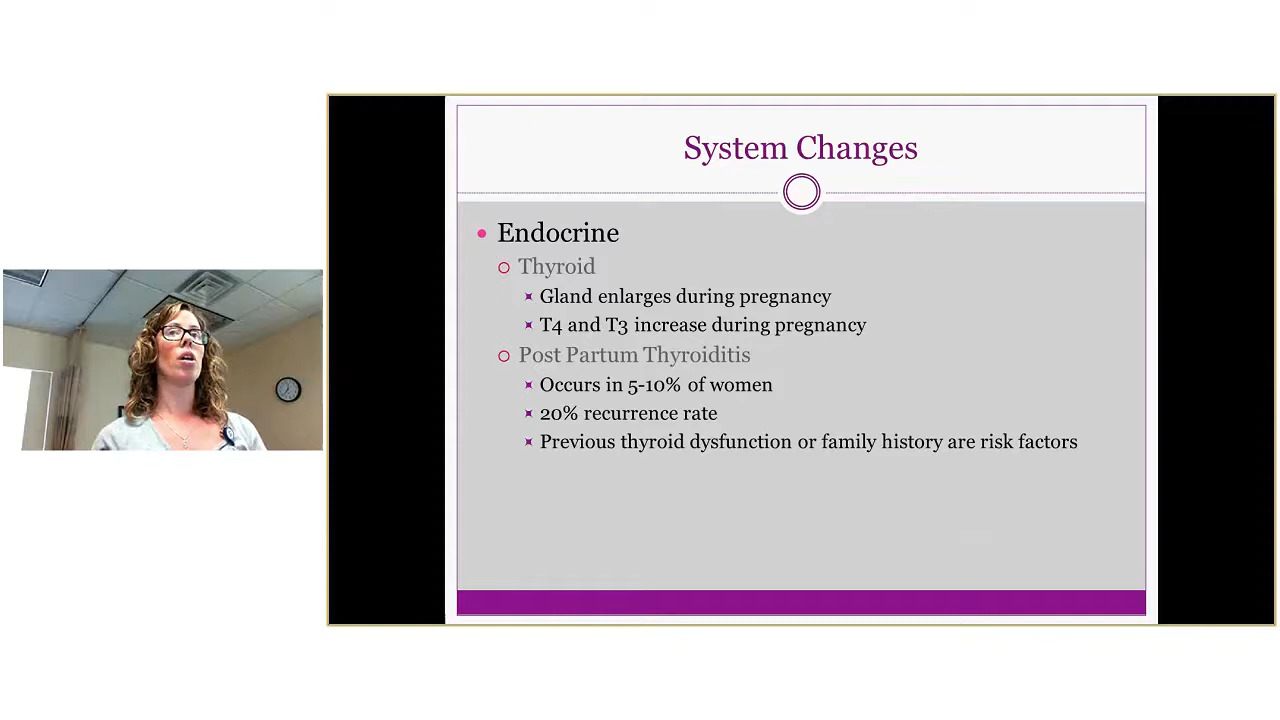 System Changes
Endocrine
Thyroid
Gland enlarges during pregnancy
T4 and T3 increase during pregnancy
Post Partum Thyroiditis
Occurs in 5-10% of women
20% recurrence rate
Previous thyroid dysfunction or family history are risk factors